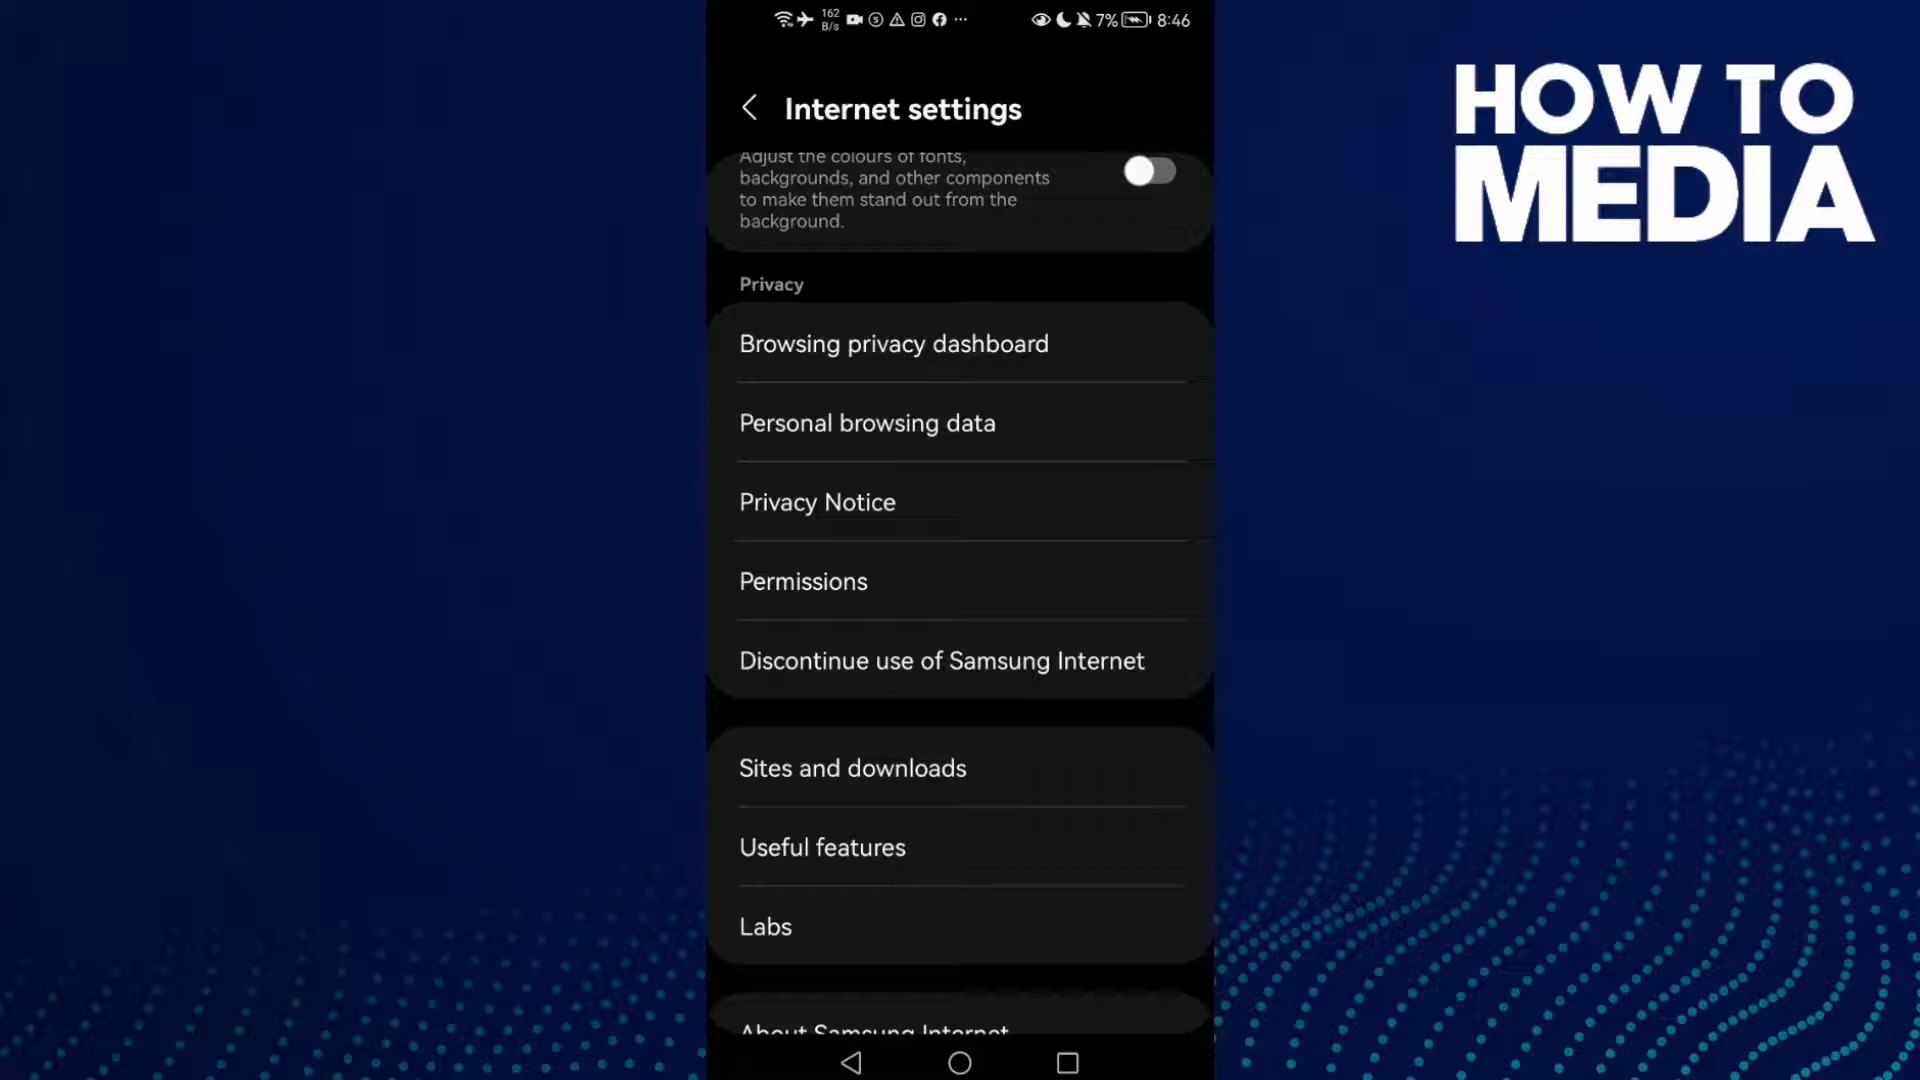 162
B/s
7%
8:46
HOW TO
MEDIA
Internet settings
Adjust the colours of fonts,
backgrounds, and other components
to make them stand out from the
background.
Privacy
Browsing privacy dashboard
Personal browsing data
Privacy Notice
Permissions
Discontinue use of Samsung Internet
Sites and downloads
Useful features
Labs
About Samsung Internet